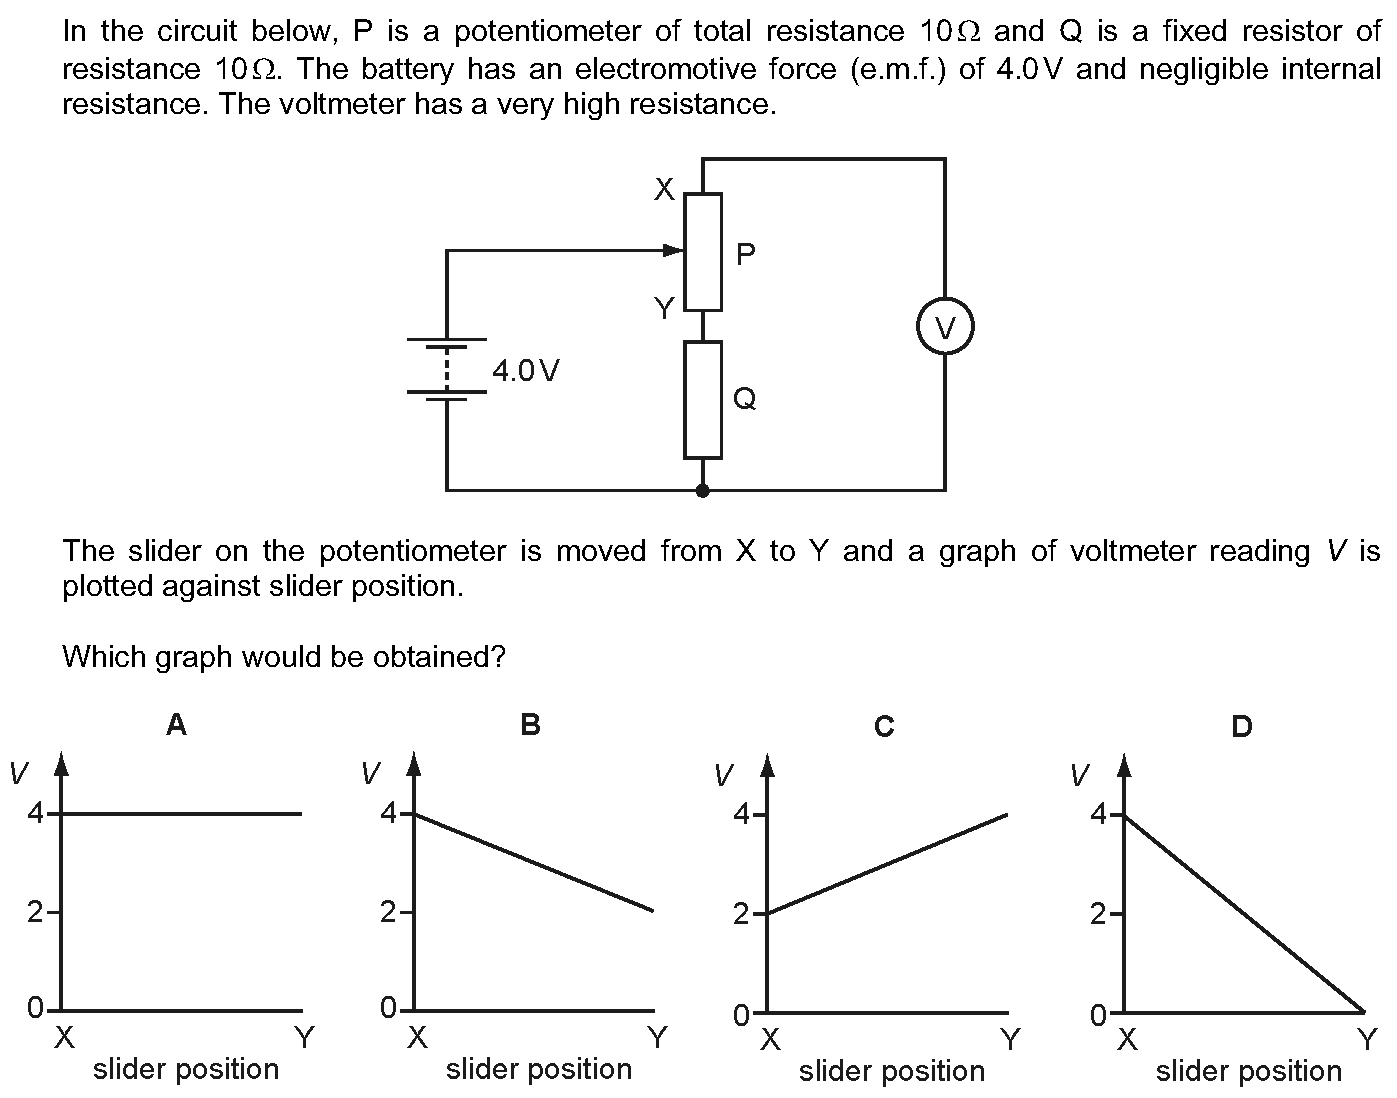 In the circuit below, P is a potentiometer of total resistance 10Ω and Q is a fixed resistor of
resistance 10Ω. The battery has an electromotive force (e.m.f.) of 4.0V and negligible internal
resistance. The voltmeter has a very high resistance.
X
P
Y
V
4.0V
Q
The slider on the potentiometer is moved from X to Y and a graph of voltmeter reading V is
plotted against slider position.
Which graph would be obtained?
A
V
4
2
0
X Y
slider position
B
V
4
2
0
X Y
slider position
C
V
4
2
0
X Y
slider position
D
V
4
2
0
X Y
slider position